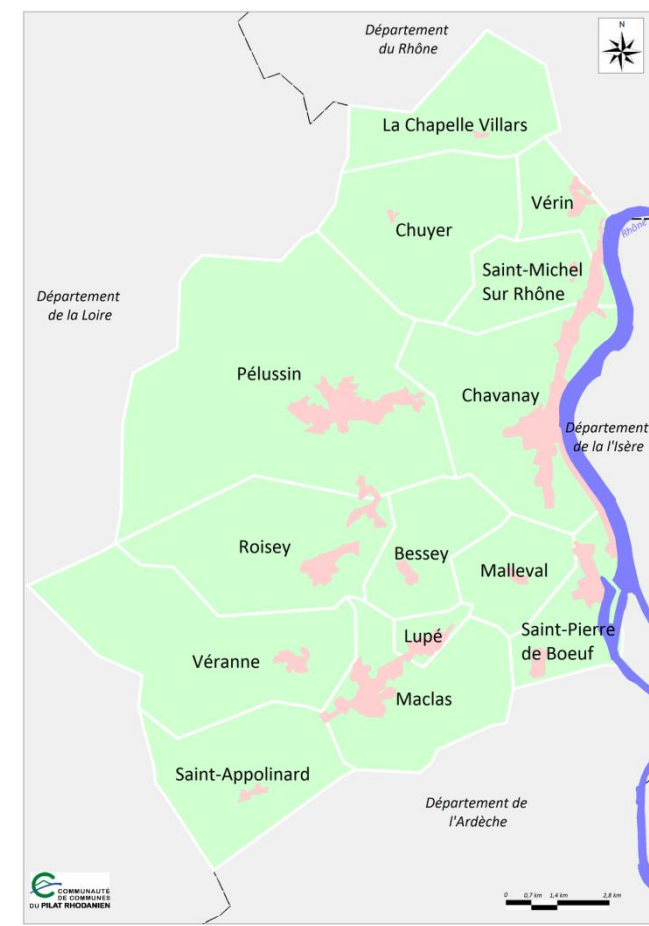 Département
du Rhône
N
La Chapelle Villars
Vérin
Rhône
Chuyer
Saint-Michel
Sur Rhône
Département
de la Loire
Pélussin
Chavanay
Département
de la l'Isère
Roisey
Bessey
Malleval
Lupé
Saint-Pierre
de Boeuf
Véranne
Maclas
Saint-Appolinard
Département de
l'Ardèche
COMMUNAUTÉ
DE COMMUNES
DU PILAT RHODANIEN
0 0,7 km 1,4 km 2,8 km